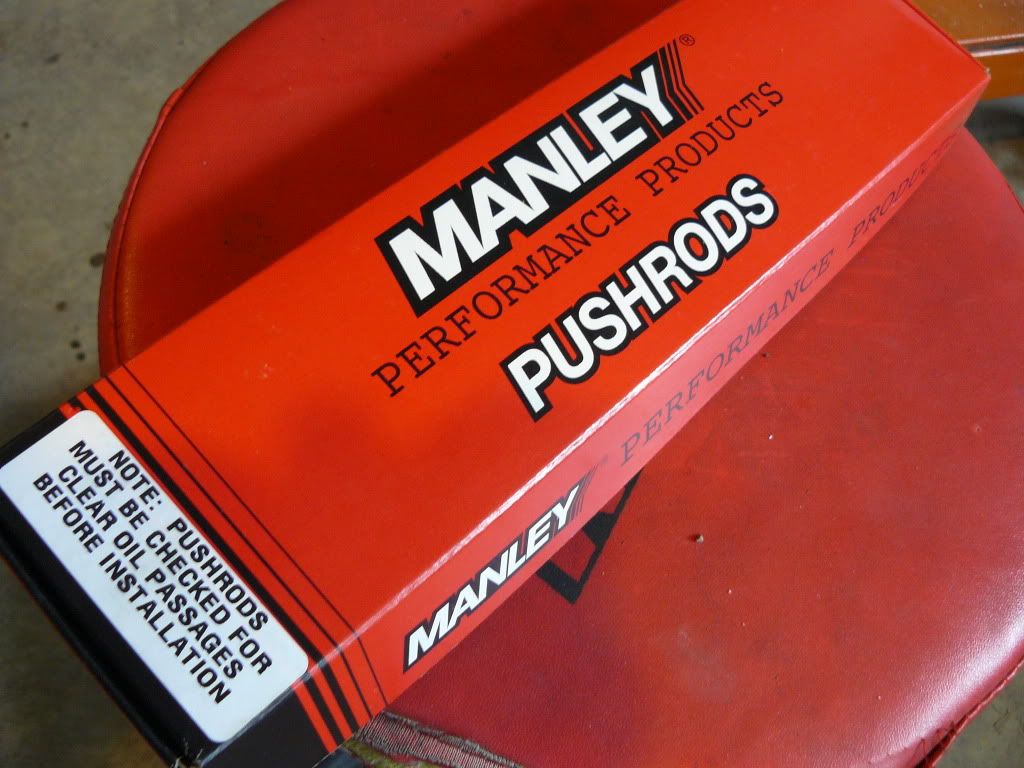 MANLEY®
PERFORMANCE PRODUCTS
PUSHRODS
MANLEY PERFORMANCE PRODUCTS
NOTE: PUSHRODS
MUST BE CHECKED FOR
CLEAR OIL PASSAGES
BEFORE INSTALLATION